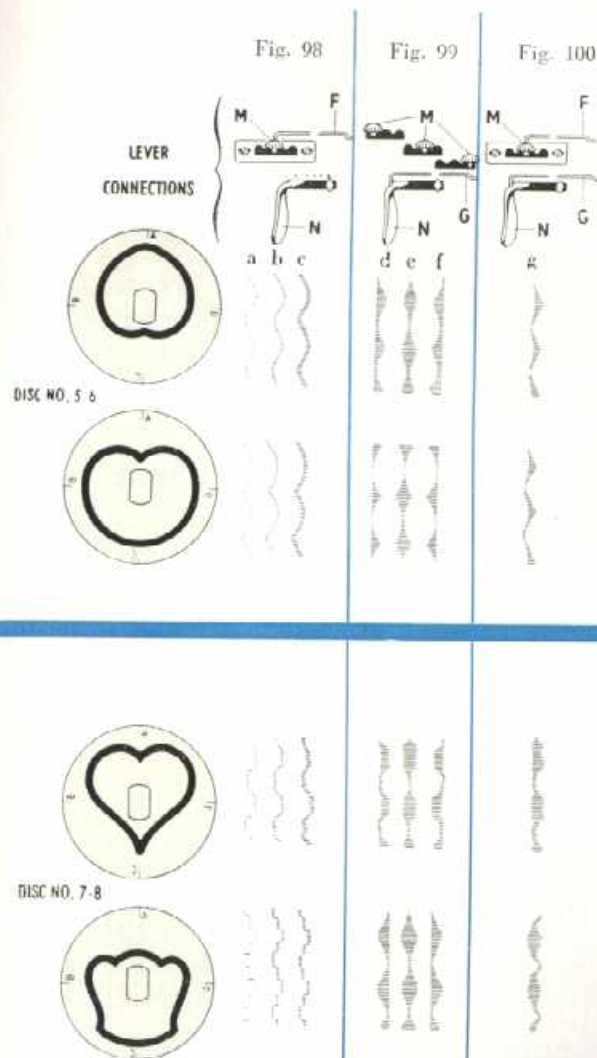 Fig. 98 Fig. 99 Fig. 100
M F M M F
LEVER
CONNECTIONS
N N G N G
a b c d e f g
DISC NO. 5-6
DISC NO. 7-8